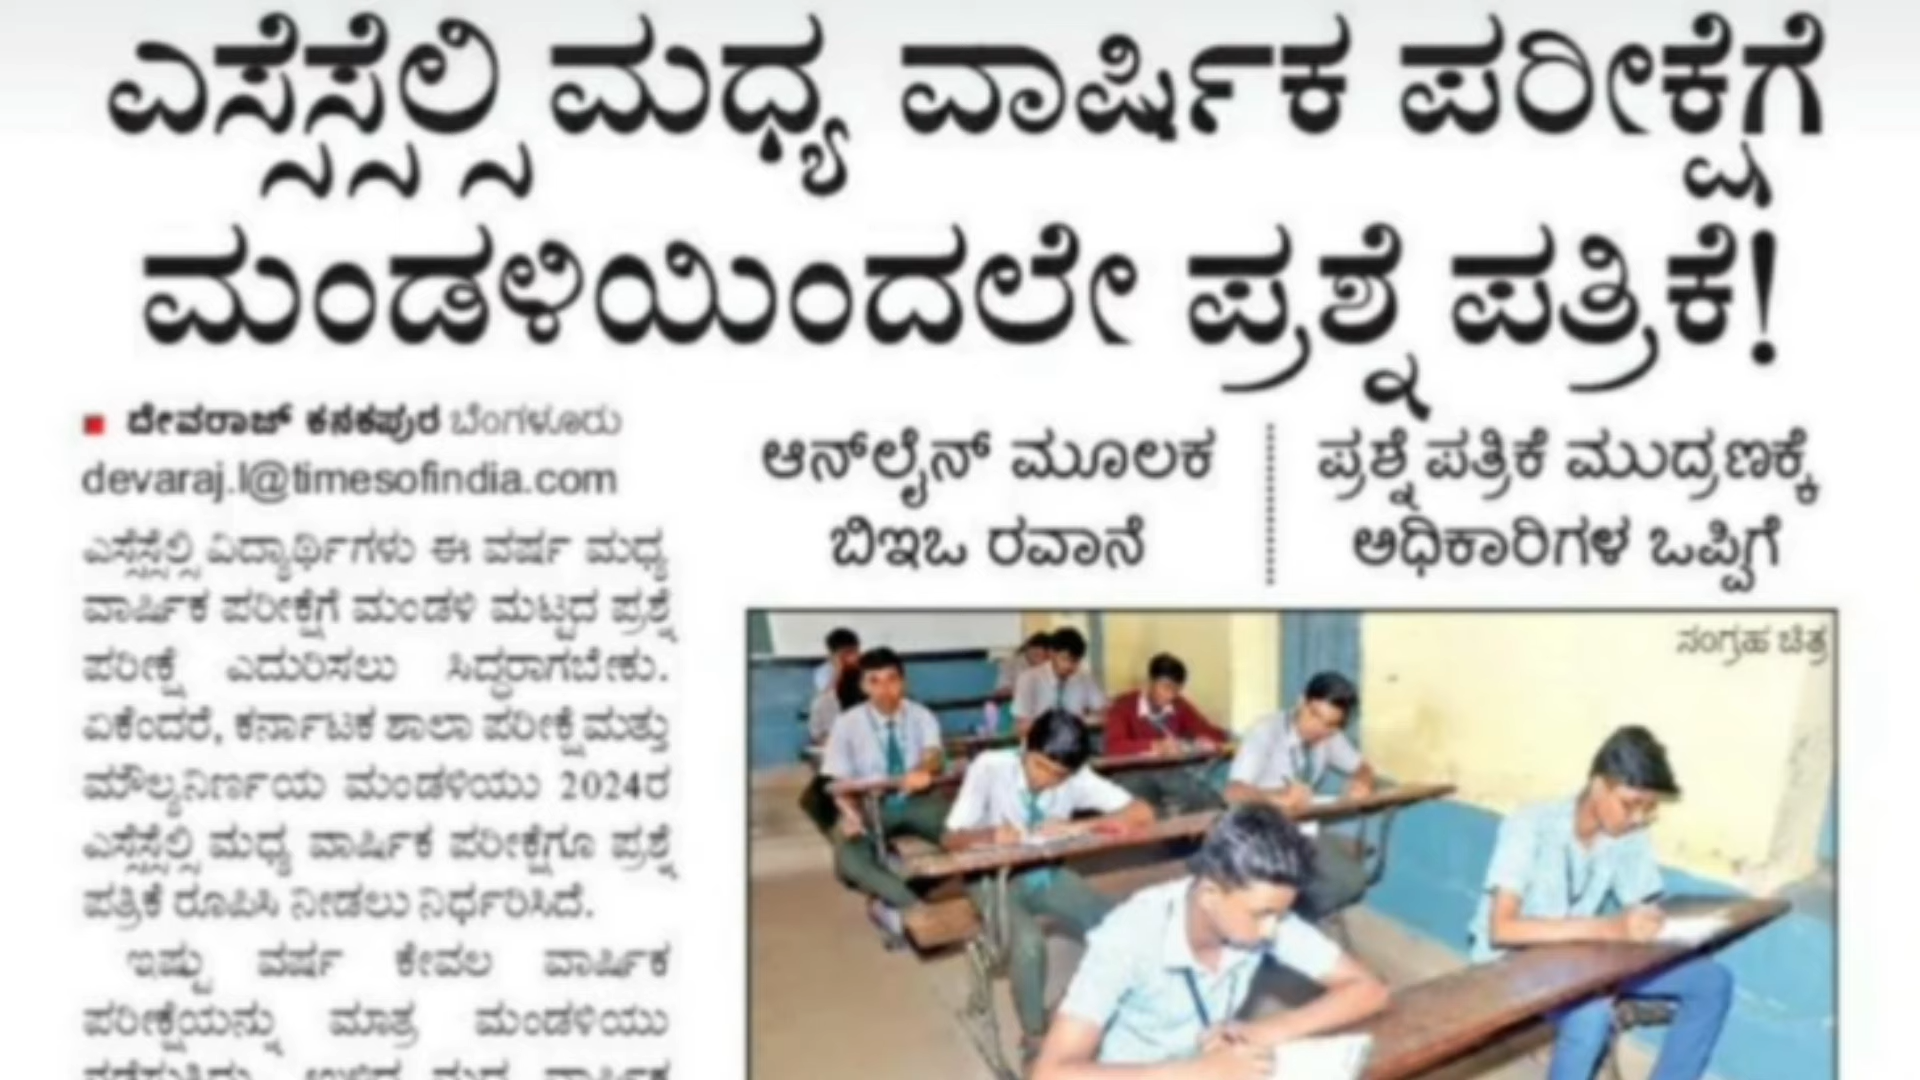 ಎಸ್ಸೆಸ್ಸೆಲ್ಸಿ ಮಧ್ಯ ವಾರ್ಷಿಕ ಪರೀಕ್ಷೆಗೆ
ಮಂಡಳಿಯಿಂದಲೇ ಪ್ರಶ್ನೆ ಪತ್ರಿಕೆ!
ದೇವರಾಜ್ ಕನಕಪುರ ಬೆಂಗಳೂರು
devaraj.l@timesofindia.com
ಎಸ್ಸೆಸ್ಸೆಲ್ಸಿ ವಿದ್ಯಾರ್ಥಿಗಳು ಈ ವರ್ಷ ಮಧ್ಯ
ವಾರ್ಷಿಕ ಪರೀಕ್ಷೆಗೆ ಮಂಡಳಿ ಮಟ್ಟದ ಪ್ರಶ್ನೆ
ಪರೀಕ್ಷೆ ಎದುರಿಸಲು ಸಿದ್ಧರಾಗಬೇಕು.
ಏಕೆಂದರೆ, ಕರ್ನಾಟಕ ಶಾಲಾ ಪರೀಕ್ಷೆ ಮತ್ತು
ಮೌಲ್ಯನಿರ್ಣಯ ಮಂಡಳಿಯು 2024ರ
ಎಸ್ಸೆಸ್ಸೆಲ್ಸಿ ಮಧ್ಯ ವಾರ್ಷಿಕ ಪರೀಕ್ಷೆಗೂ ಪ್ರಶ್ನೆ
ಪತ್ರಿಕೆ ರೂಪಿಸಿ ನೀಡಲು ನಿರ್ಧರಿಸಿದೆ.
ಇಷ್ಟು ವರ್ಷ ಕೇವಲ ವಾರ್ಷಿಕ
ಪರೀಕ್ಷೆಯನ್ನು ಮಾತ್ರ ಮಂಡಳಿಯು
ಆನ್‌ಲೈನ್ ಮೂಲಕ
ಬಿಇಒ ರವಾನೆ
ಪ್ರಶ್ನೆ ಪತ್ರಿಕೆ ಮುದ್ರಣಕ್ಕೆ
ಅಧಿಕಾರಿಗಳ ಒಪ್ಪಿಗೆ
ಸಂಗ್ರಹ ಚಿತ್ರ